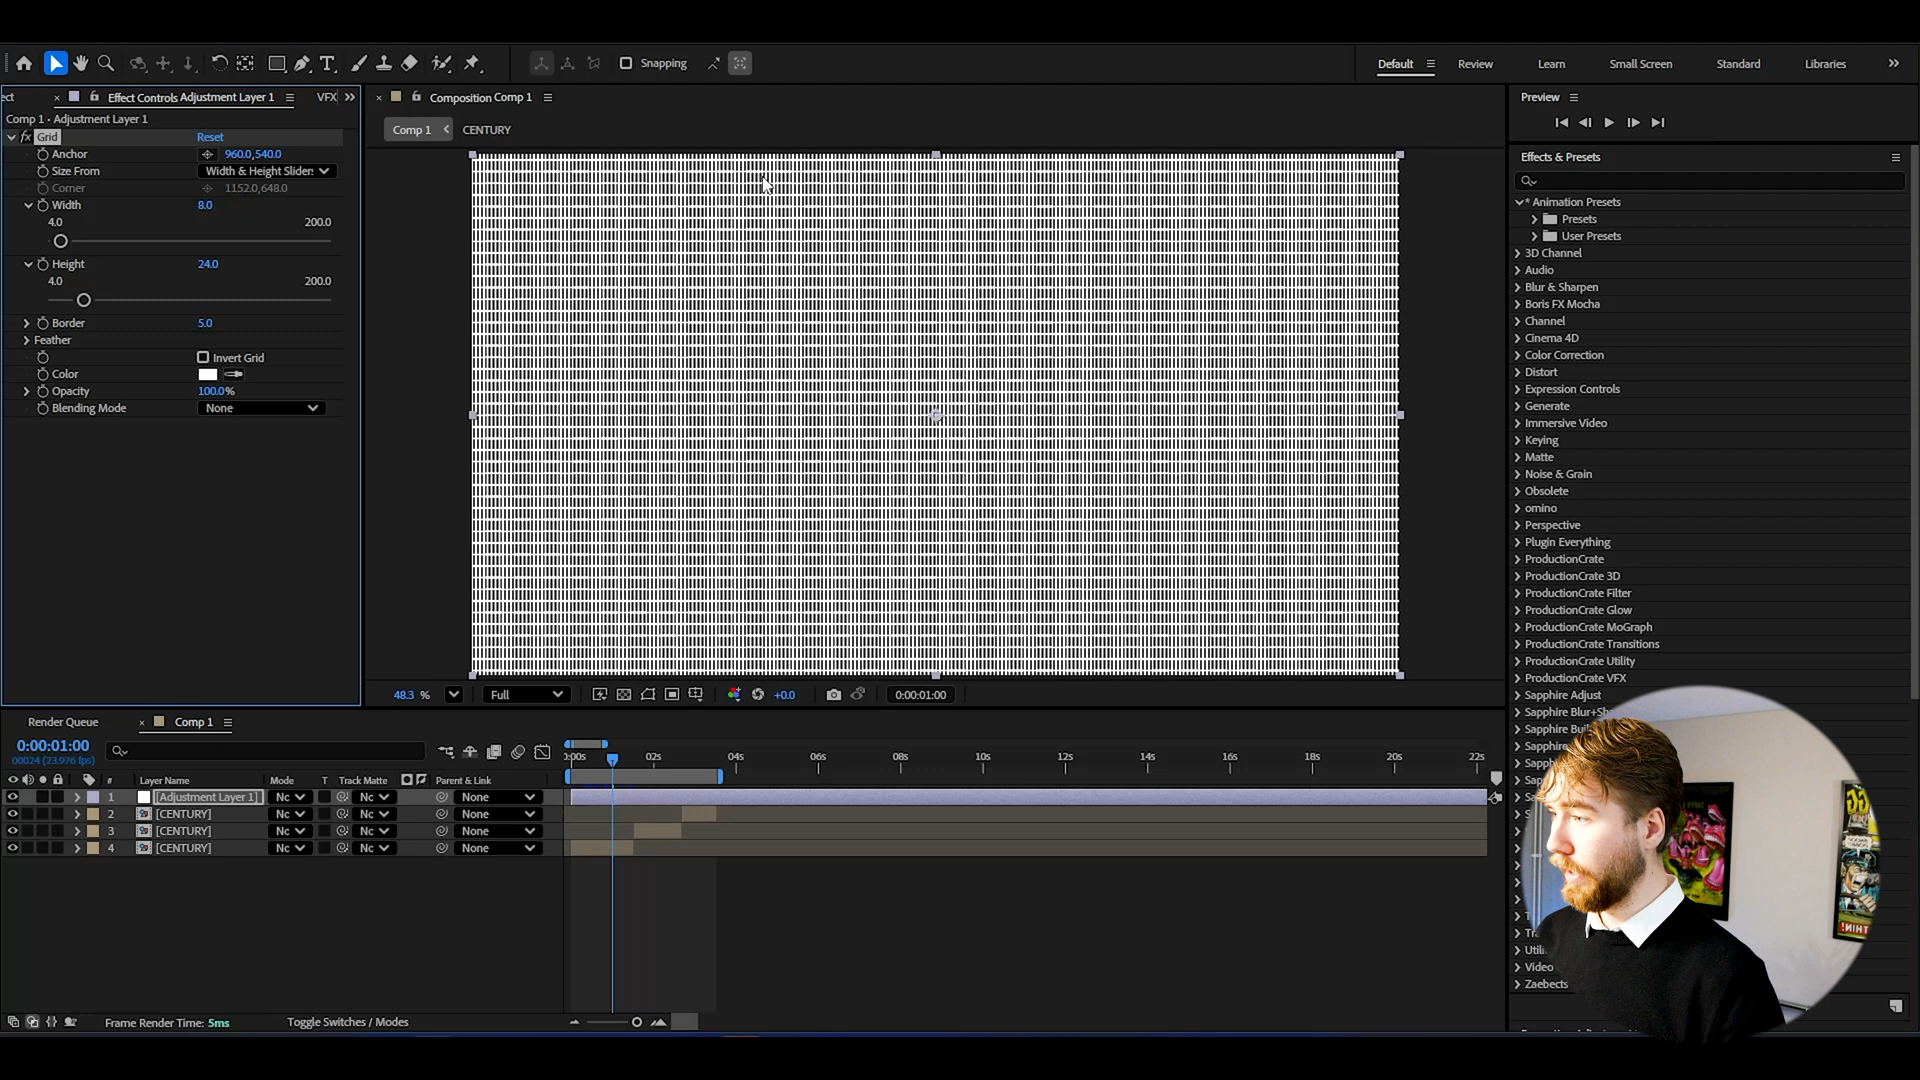 Snapping
Default
Review
Learn
Small Screen
Standard
Libraries
ect
Effect Controls Adjustment Layer 1
VFX
Comp 1 • Adjustment Layer 1
fx Grid
Reset
Anchor
960.0,540.0
Size From
Width & Height Sliders
Corner
1152.0,648.0
Width
8.0
4.0
200.0
Height
24.0
4.0
200.0
Border
5.0
Feather
Invert Grid
Color
Opacity
100.0%
Blending Mode
None
Composition Comp 1
Comp 1
CENTURY
48.3 %
Full
+0.0
0:00:01:00
Preview
Effects & Presets
* Animation Presets
Presets
User Presets
3D Channel
Audio
Blur & Sharpen
Boris FX Mocha
Channel
Cinema 4D
Color Correction
Distort
Expression Controls
Generate
Immersive Video
Keying
Matte
Noise & Grain
Obsolete
omino
Perspective
Plugin Everything
ProductionCrate
ProductionCrate 3D
ProductionCrate Filter
ProductionCrate Glow
ProductionCrate MoGraph
ProductionCrate Transitions
ProductionCrate Utility
ProductionCrate VFX
Sapphire Adjust
Sapphire Blur+Sha
Sapphire Bui
Sapphire
Utili
Video
Zaebects
Render Queue
Comp 1
0:00:01:00
00024 (23.976 fps)
#
Layer Name
Mode
T
Track Matte
Parent & Link
:00s
02s
04s
06s
08s
10s
12s
14s
16s
18s
20s
22s
1
[Adjustment Layer 1]
Nc
Nc
None
2
[CENTURY]
Nc
Nc
None
3
[CENTURY]
Nc
Nc
None
4
[CENTURY]
Nc
Nc
None
Frame Render Time: 5ms
Toggle Switches / Modes